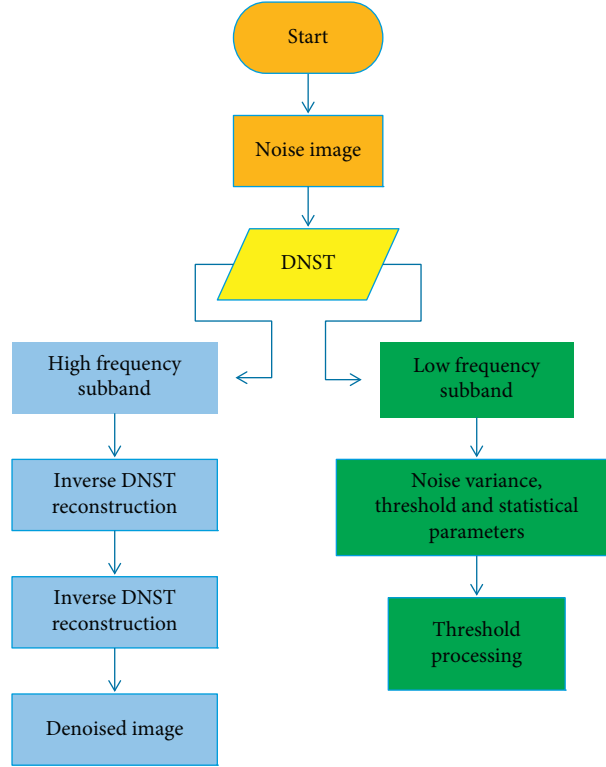 Start
Noise image
DNST
High frequency
subband
Inverse DNST
reconstruction
Inverse DNST
reconstruction
Denoised image
Low frequency
subband
Noise variance,
threshold and statistical
parameters
Threshold
processing